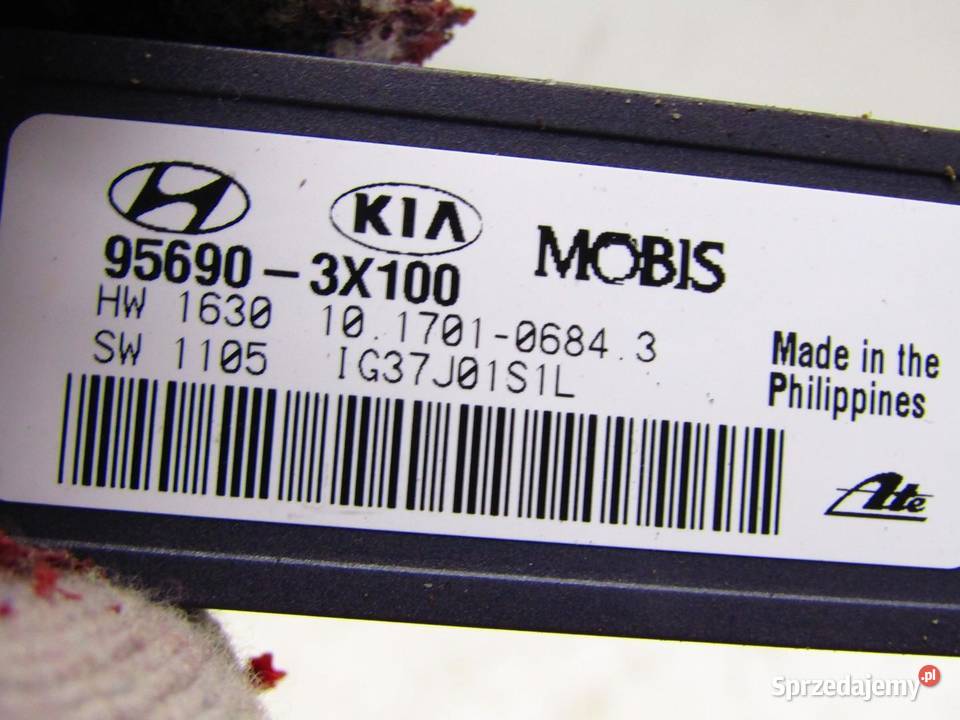 KIA
MOBIS
95690-3X100
HW 1630 10.1701-0684.3
SW 1105 IG37J01S1L
Made in the
Philippines
Ate
Sprzedajemy.pl